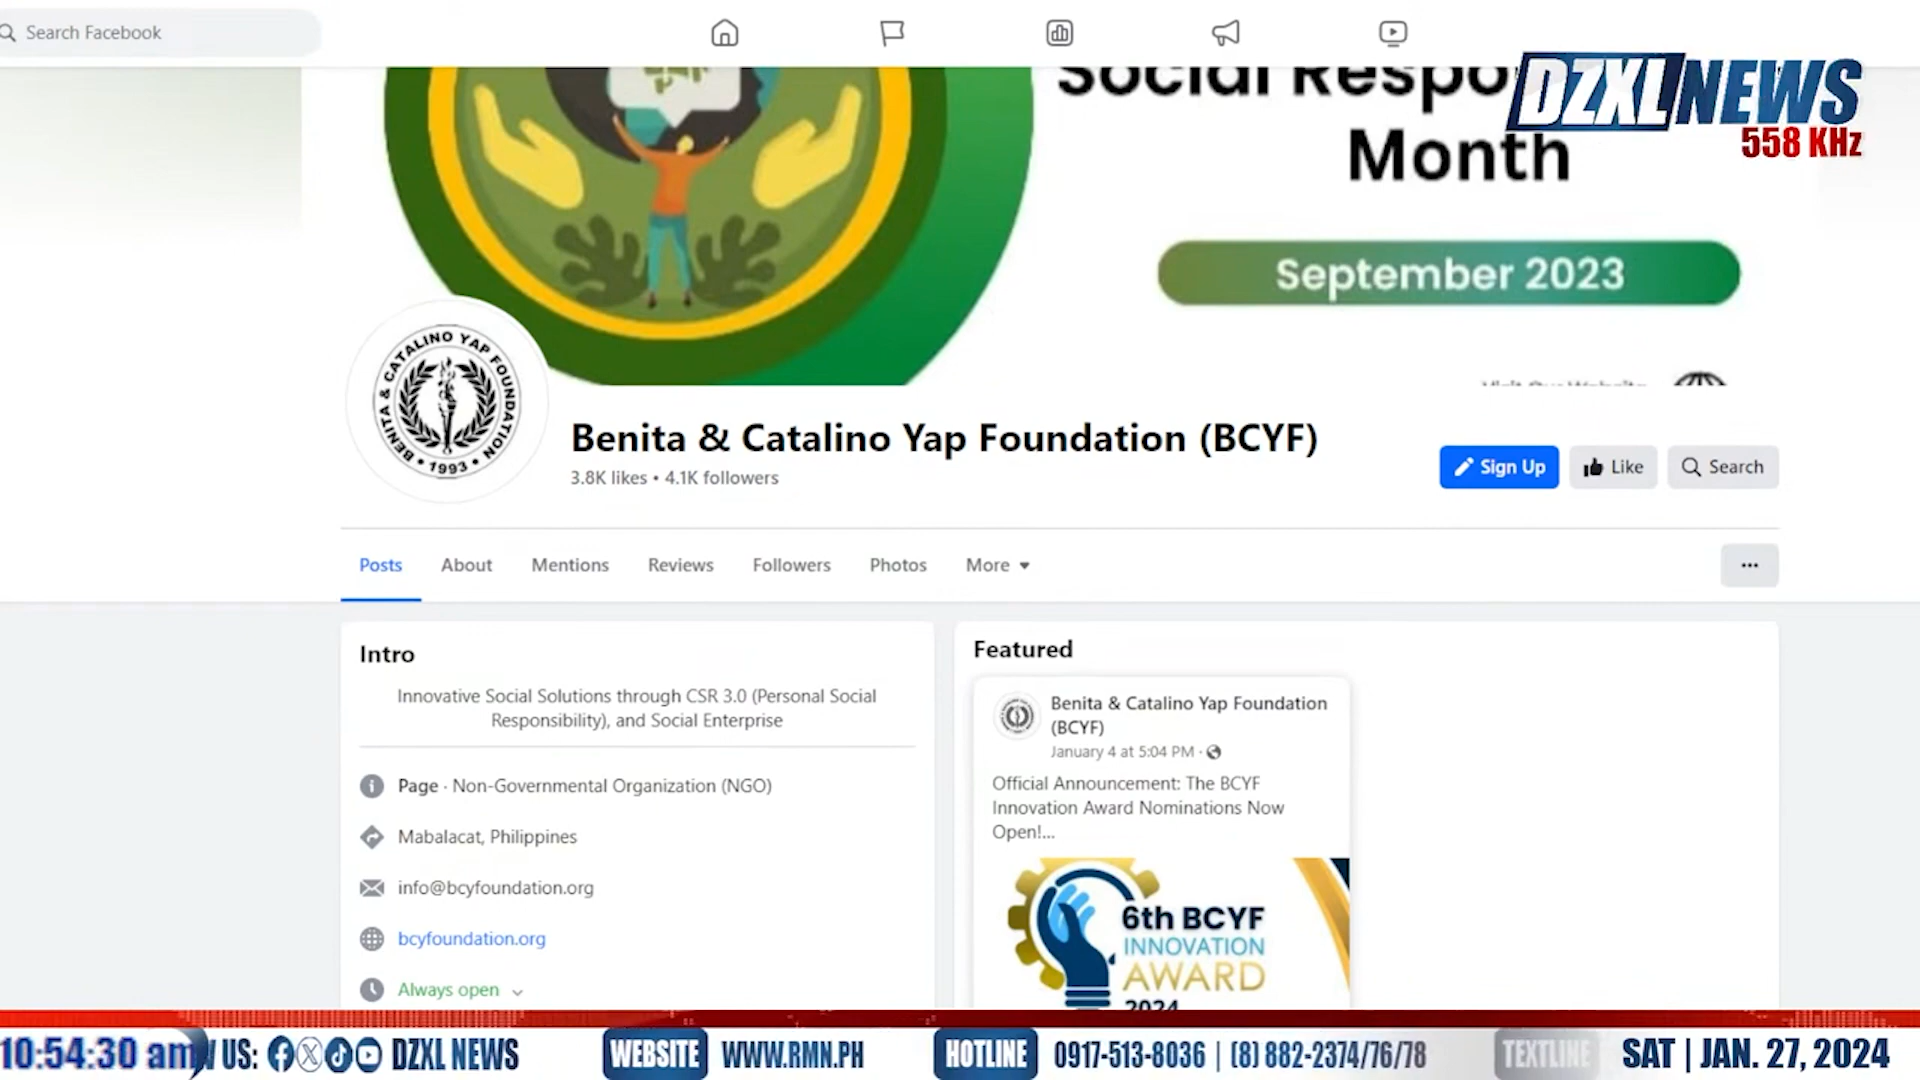 Search Facebook
Social Respo
Month
DZXL NEWS
558 KHz
September 2023
BENITA & CATALINO YAP FOUNDATION
• 1993 •
Benita & Catalino Yap Foundation (BCYF)
3.8K likes • 4.1K followers
Sign Up
Like
Search
Posts
About
Mentions
Reviews
Followers
Photos
More
Intro
Innovative Social Solutions through CSR 3.0 (Personal Social
Responsibility), and Social Enterprise
Page · Non-Governmental Organization (NGO)
Mabalacat, Philippines
info@bcyfoundation.org
bcyfoundation.org
Always open
Featured
Benita & Catalino Yap Foundation
(BCYF)
January 4 at 5:04 PM ·
Official Announcement: The BCYF
Innovation Award Nominations Now
Open!...
6th BCYF
INNOVATION
AWARD
2024
10:54:30 am
US:
DZXL NEWS
WEBSITE
WWW.RMN.PH
HOTLINE
0917-513-8036 | (8) 882-2374/76/78
TEXTLINE
SAT | JAN. 27, 2024